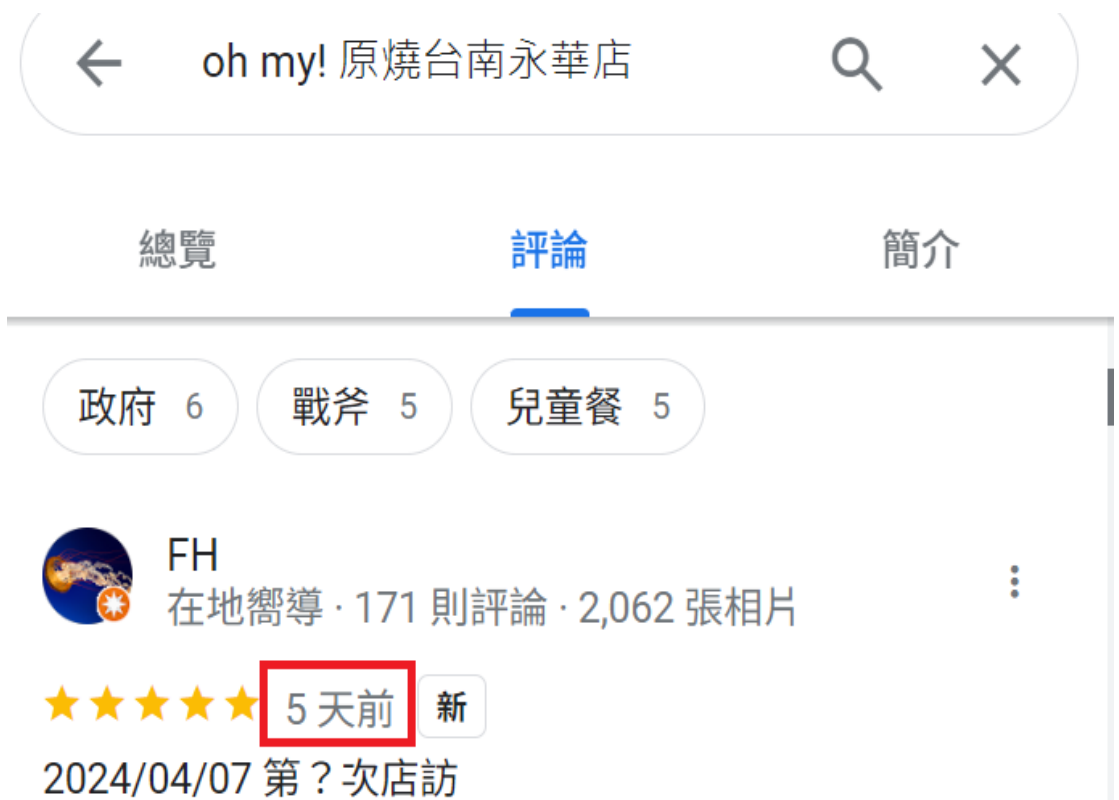 oh my! 原燒台南永華店
總覽 評論 簡介
政府 6 戰斧 5 兒童餐 5
FH
在地嚮導 · 171 則評論 · 2,062 張相片
5 天前 新
2024/04/07 第？次店訪